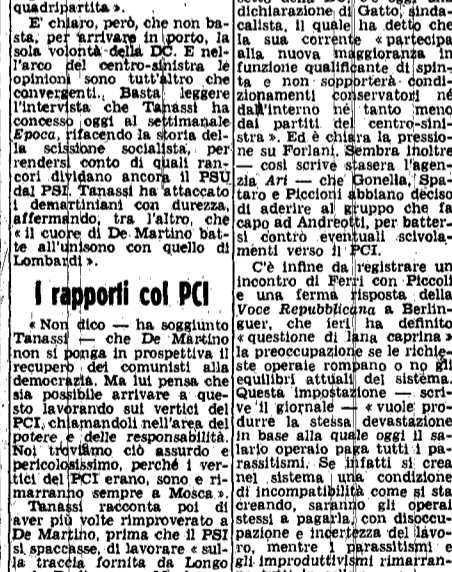 quadripartita ».
E' chiaro, però, che non ba-
sta, per arrivare in porto, la
sola volontà della DC. E nel-
l'arco del centro-sinistra le
opinioni sono tutt'altro che
convergenti. Basta leggere
l'intervista che Tanassi ha
concesso oggi al settimanale
Epoca, rifacendo la storia del-
la scissione socialista, per
rendersi conto di quali ran-
cori dividano ancora il PSU
dal PSI. Tanassi ha attaccato
i demartiniani con durezza,
affermando, tra l'altro, che
« il cuore di De Martino bat-
te all'unisono con quello di
Lombardi ».
I rapporti col PCI
« Non dico — ha soggiunto
Tanassi — che De Martino
non si ponga in prospettiva il
recupero dei comunisti alla
democrazia. Ma lui pensa che
sia possibile arrivare a que-
sto lavorando sui vertici del
PCI, chiamandoli nell'area del
potere e delle responsabilità.
Noi troviamo ciò assurdo e
pericolosissimo, perché i ver-
tici del PCI erano, sono e ri-
marranno sempre a Mosca ».
Tanassi racconta poi di
aver più volte rimproverato a
De Martino, prima che il PSI
si spaccasse, di lavorare « sul-
la traccia fornita da Longo
dichiarazione di Gatto, sinda-
calista, il quale ha detto che
la sua corrente « partecipa
alla nuova maggioranza in
funzione qualificante di spin-
ta e non sopporterà condi-
zionamenti conservatori né
dall'interno né tanto meno
dai partiti del centro-sini-
stra ». Ed è chiara la pressio-
ne su Forlani. Sembra inoltre
— così scrive stasera l'agen-
zia Ari — che Gonella, Spa-
taro e Piccioni abbiano deciso
di aderire al gruppo che fa
capo ad Andreotti, per batter-
si contro eventuali scivola-
menti verso il PCI.
C'è infine da registrare un
incontro di Ferri con Piccoli
e una ferma risposta della
Voce Repubblicana a Berlin-
guer, che ieri ha definito
« questione di lana caprina »
la preoccupazione se le richie-
ste operaie rompano o no gli
equilibri attuali del sistema.
Questa impostazione — scri-
ve il giornale — « vuole pro-
durre la stessa devastazione
in base alla quale oggi il sa-
lario operaio paga tutti i pa-
rassitismi. Se infatti si crea
nel sistema una condizione
di incompatibilità come si sta
creando, saranno gli operai
stessi a pagarla, con disoccu-
pazione e incertezza del lavo-
ro, mentre i parassitismi e
gli improduttivismi rimarran-